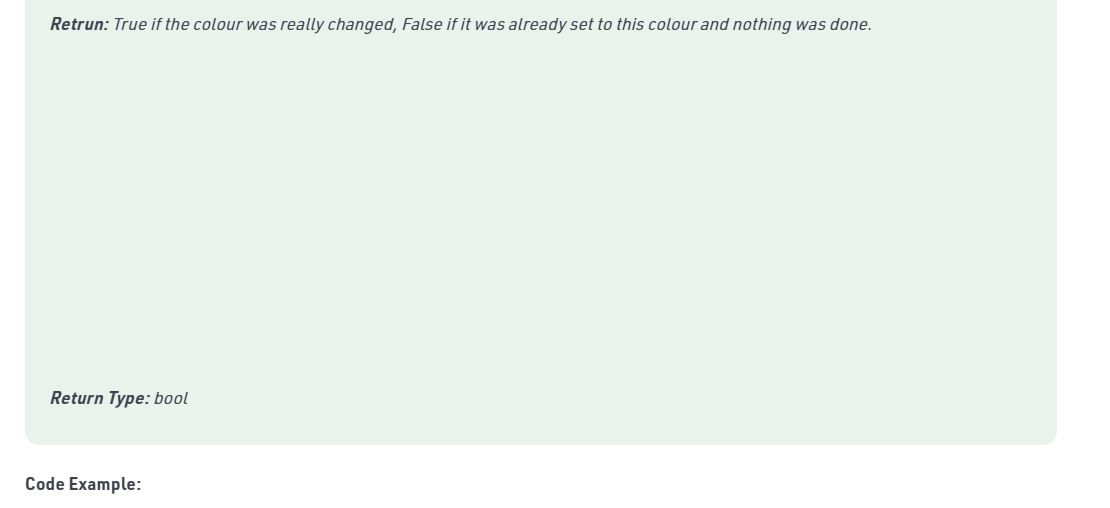 Retrun: True if the colour was really changed, False if it was already set to this colour and nothing was done.
Return Type: bool
Code Example: